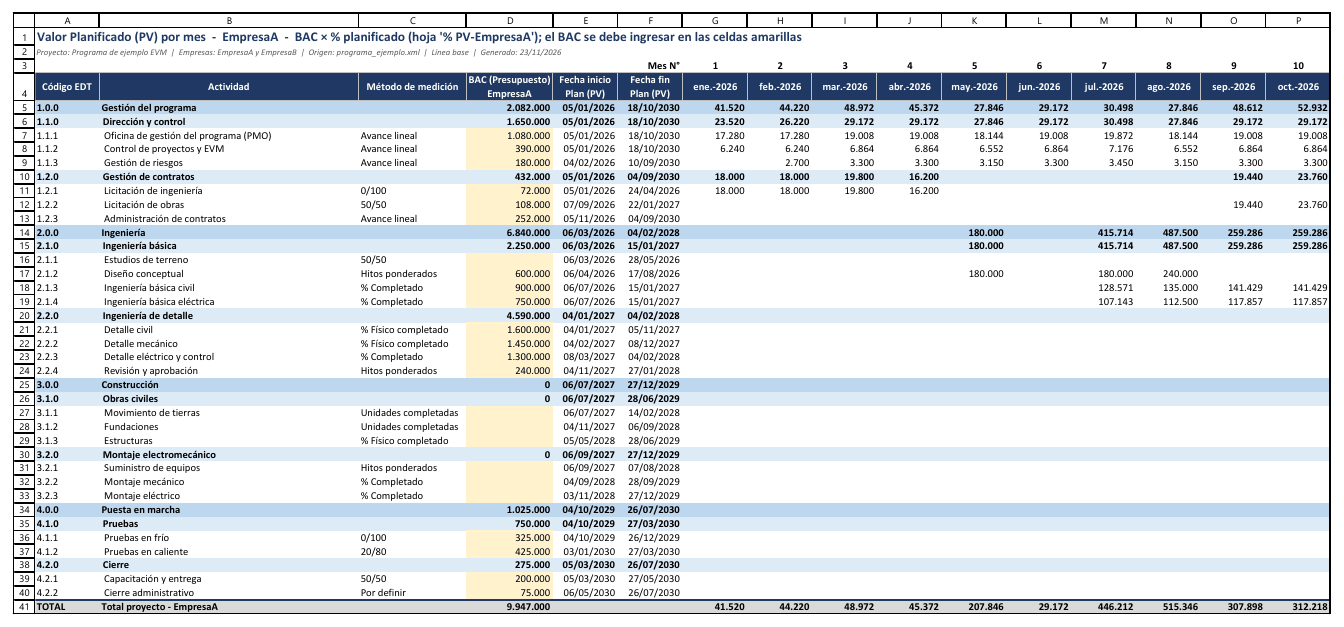 A B C D E F G H I J K L M N O P
1 Valor Planificado (PV) por mes - EmpresaA - BAC × % planificado (hoja '% PV-EmpresaA'); el BAC se debe ingresar en las celdas amarillas
2 Proyecto: Programa de ejemplo EVM | Empresas: EmpresaA y EmpresaB | Origen: programa_ejemplo.xml | Línea base | Generado: 23/11/2026
3 Mes N° 1 2 3 4 5 6 7 8 9 10
4 Código EDT Actividad Método de medición BAC (Presupuesto) EmpresaA Fecha inicio Plan (PV) Fecha fin Plan (PV) ene.-2026 feb.-2026 mar.-2026 abr.-2026 may.-2026 jun.-2026 jul.-2026 ago.-2026 sep.-2026 oct.-2026
5 1.0.0 Gestión del programa 2.082.000 05/01/2026 18/10/2030 41.520 44.220 48.972 45.372 27.846 29.172 30.498 27.846 48.612 52.932
6 1.1.0 Dirección y control 1.650.000 05/01/2026 18/10/2030 23.520 26.220 29.172 29.172 27.846 29.172 30.498 27.846 29.172 29.172
7 1.1.1 Oficina de gestión del programa (PMO) Avance lineal 1.080.000 05/01/2026 18/10/2030 17.280 17.280 19.008 19.008 18.144 19.008 19.872 18.144 19.008 19.008
8 1.1.2 Control de proyectos y EVM Avance lineal 390.000 05/01/2026 18/10/2030 6.240 6.240 6.864 6.864 6.552 6.864 7.176 6.552 6.864 6.864
9 1.1.3 Gestión de riesgos Avance lineal 180.000 04/02/2026 10/09/2030 2.700 3.300 3.300 3.150 3.300 3.450 3.150 3.300 3.300
10 1.2.0 Gestión de contratos 432.000 05/01/2026 04/09/2030 18.000 18.000 19.800 16.200 19.440 23.760
11 1.2.1 Licitación de ingeniería 0/100 72.000 05/01/2026 24/04/2026 18.000 18.000 19.800 16.200
12 1.2.2 Licitación de obras 50/50 108.000 07/09/2026 22/01/2027 19.440 23.760
13 1.2.3 Administración de contratos Avance lineal 252.000 05/11/2026 04/09/2030
14 2.0.0 Ingeniería 6.840.000 06/03/2026 04/02/2028 180.000 415.714 487.500 259.286 259.286
15 2.1.0 Ingeniería básica 2.250.000 06/03/2026 15/01/2027 180.000 415.714 487.500 259.286 259.286
16 2.1.1 Estudios de terreno 50/50 06/03/2026 28/05/2026
17 2.1.2 Diseño conceptual Hitos ponderados 600.000 06/04/2026 17/08/2026 180.000 180.000 240.000
18 2.1.3 Ingeniería básica civil % Completado 900.000 06/07/2026 15/01/2027 128.571 135.000 141.429 141.429
19 2.1.4 Ingeniería básica eléctrica % Completado 750.000 06/07/2026 15/01/2027 107.143 112.500 117.857 117.857
20 2.2.0 Ingeniería de detalle 4.590.000 04/01/2027 04/02/2028
21 2.2.1 Detalle civil % Físico completado 1.600.000 04/01/2027 05/11/2027
22 2.2.2 Detalle mecánico % Físico completado 1.450.000 04/02/2027 08/12/2027
23 2.2.3 Detalle eléctrico y control % Completado 1.300.000 08/03/2027 04/02/2028
24 2.2.4 Revisión y aprobación Hitos ponderados 240.000 04/11/2027 27/01/2028
25 3.0.0 Construcción 0 06/07/2027 27/12/2029
26 3.1.0 Obras civiles 0 06/07/2027 28/06/2029
27 3.1.1 Movimiento de tierras Unidades completadas 06/07/2027 14/02/2028
28 3.1.2 Fundaciones Unidades completadas 04/11/2027 06/09/2028
29 3.1.3 Estructuras % Físico completado 05/05/2028 28/06/2029
30 3.2.0 Montaje electromecánico 0 06/09/2027 27/12/2029
31 3.2.1 Suministro de equipos Hitos ponderados 06/09/2027 07/08/2028
32 3.2.2 Montaje mecánico % Completado 04/09/2028 28/09/2029
33 3.2.3 Montaje eléctrico % Completado 03/11/2028 27/12/2029
34 4.0.0 Puesta en marcha 1.025.000 04/10/2029 26/07/2030
35 4.1.0 Pruebas 750.000 04/10/2029 27/03/2030
36 4.1.1 Pruebas en frío 0/100 325.000 04/10/2029 26/12/2029
37 4.1.2 Pruebas en caliente 20/80 425.000 03/01/2030 27/03/2030
38 4.2.0 Cierre 275.000 05/03/2030 26/07/2030
39 4.2.1 Capacitación y entrega 50/50 200.000 05/03/2030 27/05/2030
40 4.2.2 Cierre administrativo Por definir 75.000 06/05/2030 26/07/2030
41 TOTAL Total proyecto - EmpresaA 9.947.000 41.520 44.220 48.972 45.372 207.846 29.172 446.212 515.346 307.898 312.218